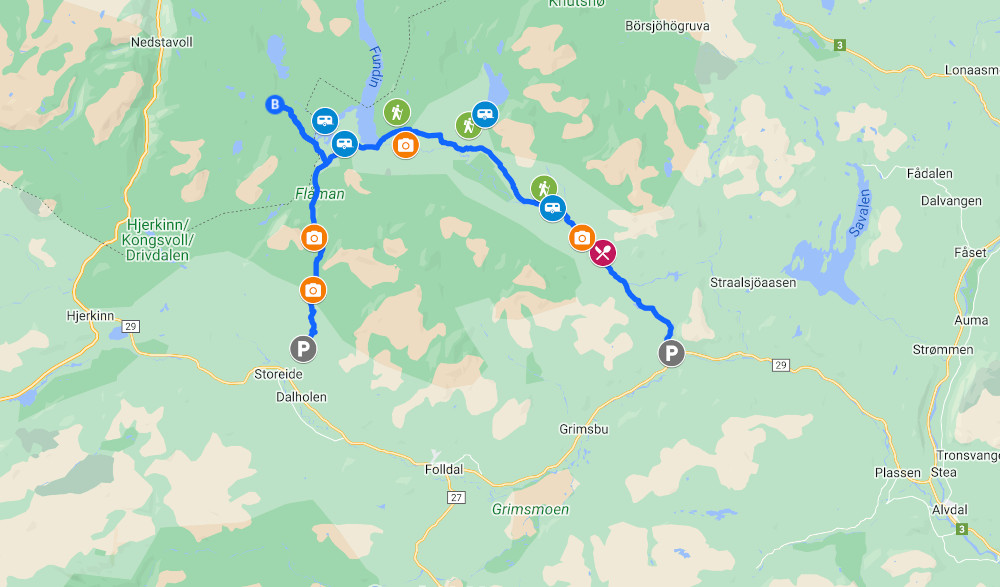 Knutshø
Börsjöhögruva
Nedstavoll
3
Fundin
Lonaasm
B
Fådalen
Flåman
Dalvangen
Savalen
Hjerkinn/
Kongsvoll/
Drivdalen
Fåset
Straalsjöaasen
Hjerkinn
29
Auma
P
P
Strømmen
29
Storeide
Dalholen
Grimsbu
Folldal
Tronsvange
Plassen
Stea
27
Grimsmoen
Alvdal
3